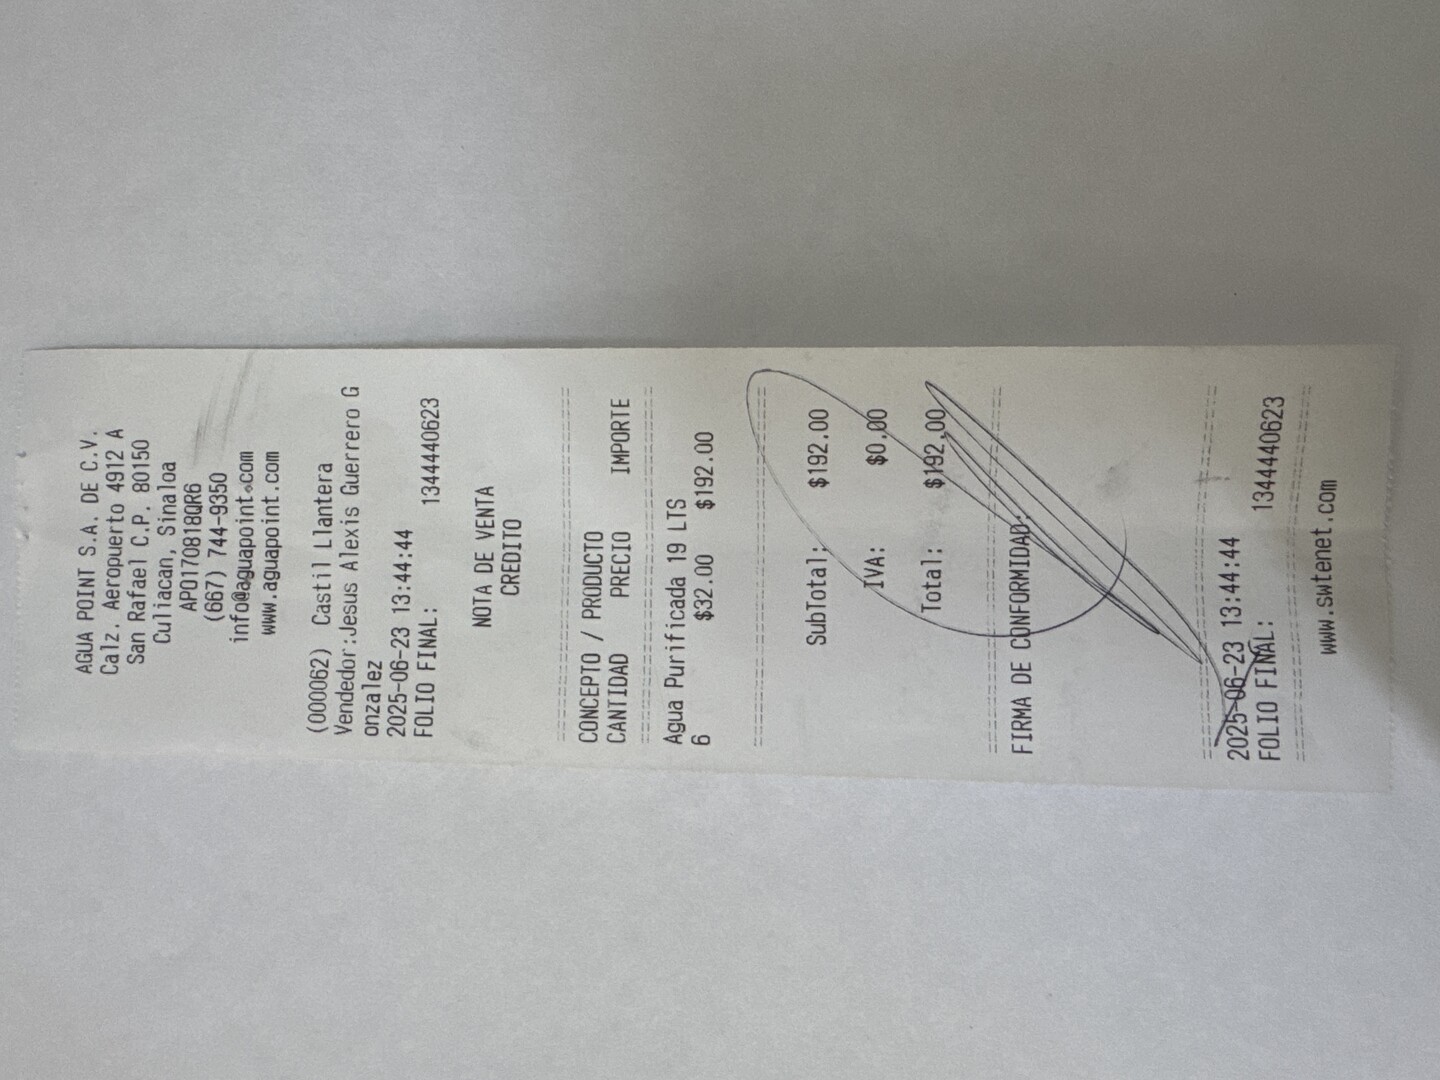 AGUA POINT S.A. DE C.V.
Calz. Aeropuerto 4912 A
San Rafael C.P. 80150
Culiacan, Sinaloa
APO170818QR6
(667) 744-9350
info@aguapoint.com
www.aguapoint.com
(000062) Castil Llantera
Vendedor:Jesus Alexis Guerrero G
onzalez
2025-06-23 13:44:44
FOLIO FINAL: 1344440623
NOTA DE VENTA
CREDITO
CONCEPTO / PRODUCTO
CANTIDAD PRECIO IMPORTE
Agua Purificada 19 LTS
6 $32.00 $192.00
SubTotal: $192.00
IVA: $0.00
Total: $192.00
FIRMA DE CONFORMIDAD:
2025-06-23 13:44:44
FOLIO FINAL: 1344440623
www.swtenet.com